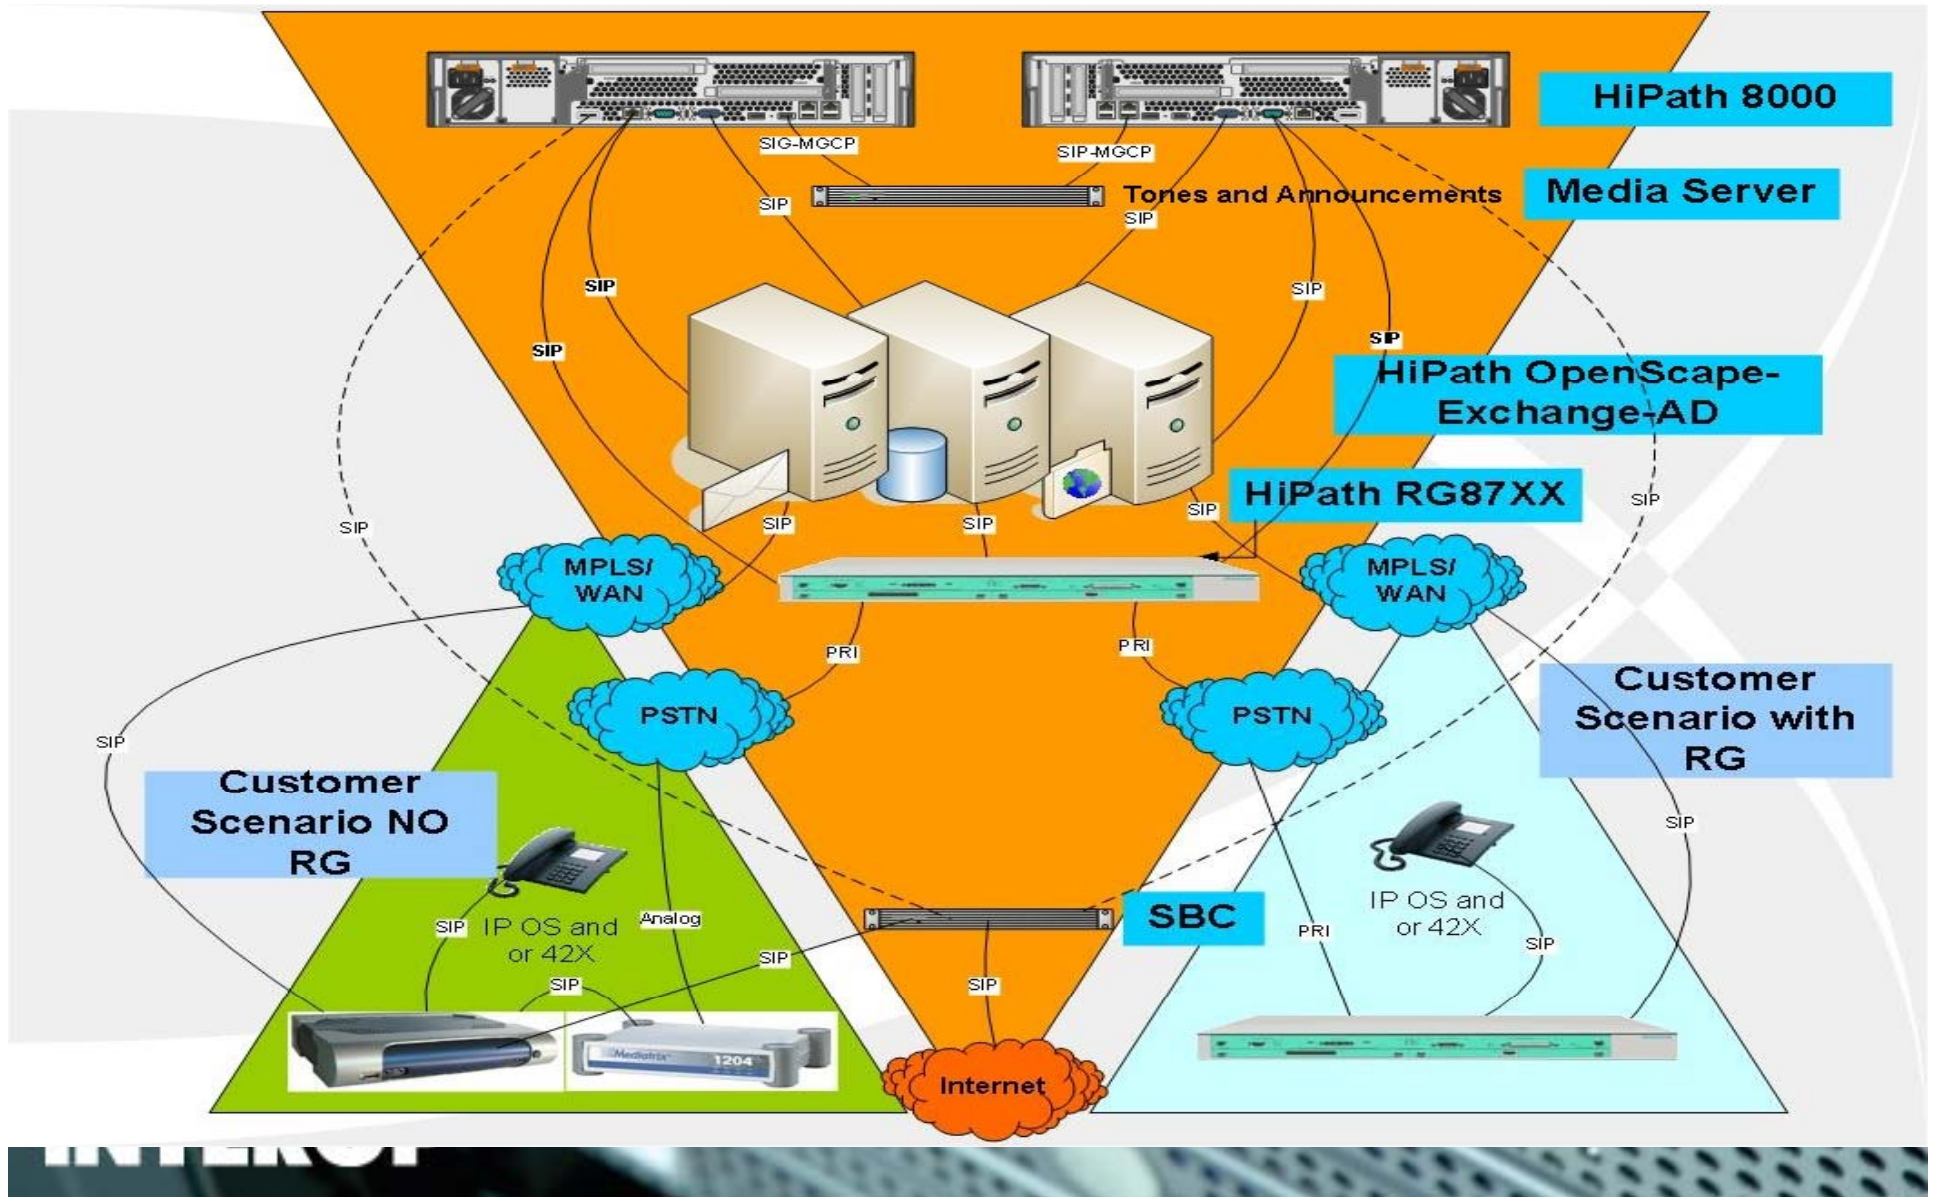 HiPath 8000
SIG-MGCP
SIP-MGCP
Tones and Announcements
Media Server
SIP
SIP
SIP
SIP
SIP
SIP
HiPath OpenScape-
Exchange-AD
HiPath RG87XX
SIP
SIP
SIP
SIP
SIP
MPLS/
WAN
MPLS/
WAN
PRI
PRI
PSTN
PSTN
Customer
Scenario with
RG
SIP
Customer
Scenario NO
RG
SIP
IP OS and
or 42X
SIP
Analog
SBC
IP OS and
or 42X
PRI
SIP
SIP
SIP
SIP
Mediatrix
1204
Internet
INTEROP